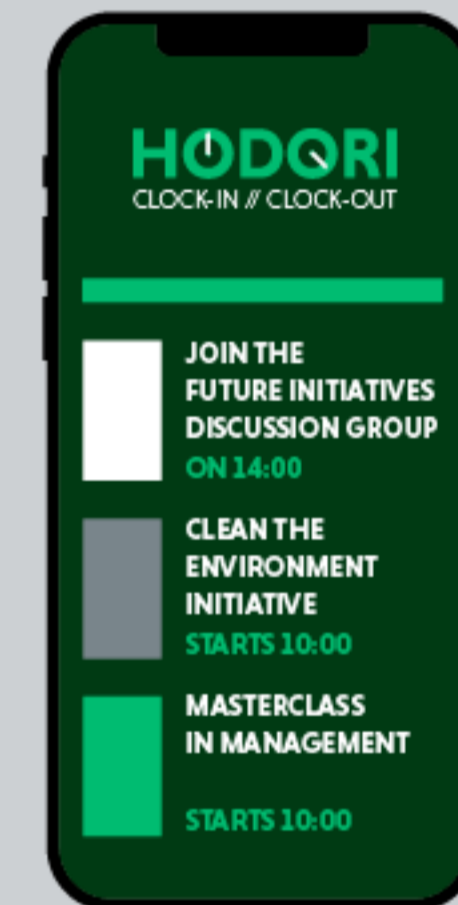 HODORI
CLOCK-IN // CLOCK-OUT
JOIN THE
FUTURE INITIATIVES
DISCUSSION GROUP
ON 14:00
CLEAN THE
ENVIRONMENT
INITIATIVE
STARTS 10:00
MASTERCLASS
IN MANAGEMENT
STARTS 10:00